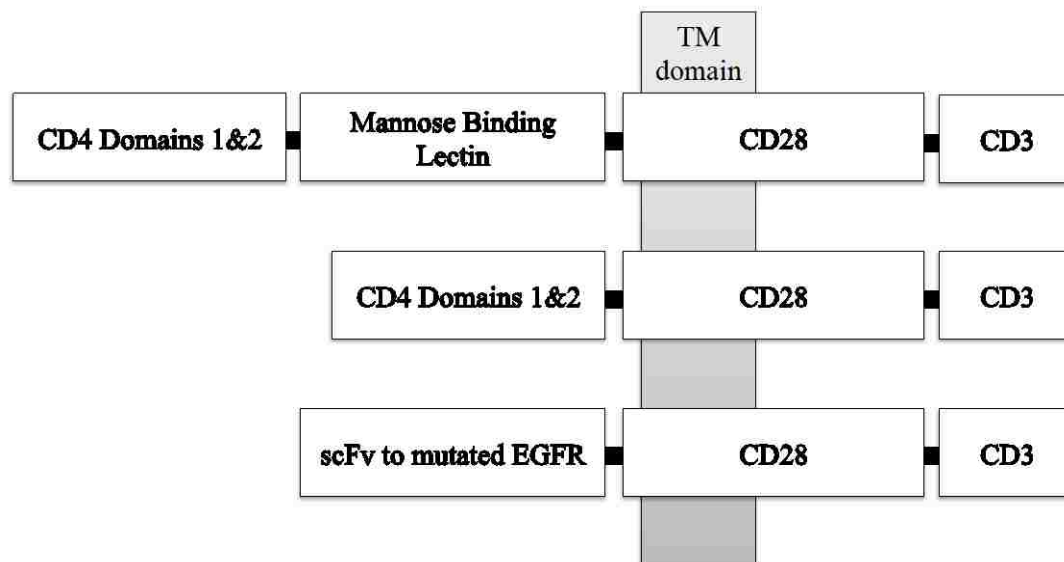 TM
domain
CD4 Domains 1&2
Mannose Binding
Lectin
CD28
CD3
CD4 Domains 1&2
CD28
CD3
scFv to mutated EGFR
CD28
CD3